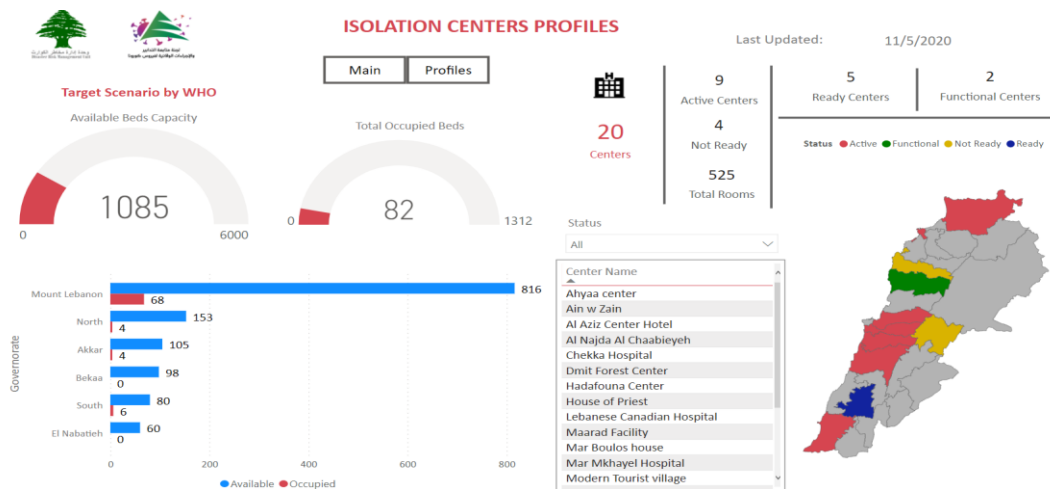 ISOLATION CENTERS PROFILES
Last Updated: 11/5/2020
Main
Profiles
Target Scenario by WHO
Available Beds Capacity
1085
0
6000
Total Occupied Beds
82
0
1312
20
Centers
9
Active Centers
4
Not Ready
525
Total Rooms
5
Ready Centers
2
Functional Centers
Status Active Functional Not Ready Ready
Status
All
Center Name
Ahyaa center
Ain w Zain
Al Aziz Center Hotel
Al Najda Al Chaabieyeh
Chekka Hospital
Dmit Forest Center
Hadafouna Center
House of Priest
Lebanese Canadian Hospital
Maarad Facility
Mar Boulos house
Mar Mkhayel Hospital
Modern Tourist village
Governorate
Mount Lebanon
816
68
North
153
4
Akkar
105
4
Bekaa
98
0
South
80
6
El Nabatieh
60
0
0 200 400 600 800
Available Occupied